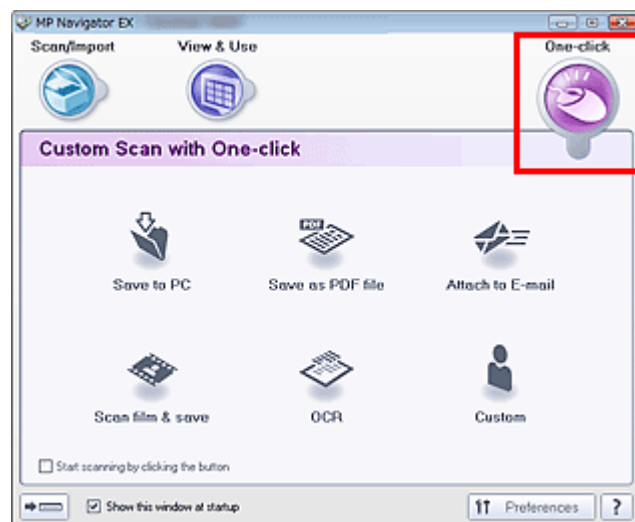 MP Navigator EX
Scan/Import
View & Use
One-click
Custom Scan with One-click
Save to PC
PDF
Save as PDF file
Attach to E-mail
Scan film & save
OCR
Custom
Start scanning by clicking the button
Show this window at startup
Preferences
?